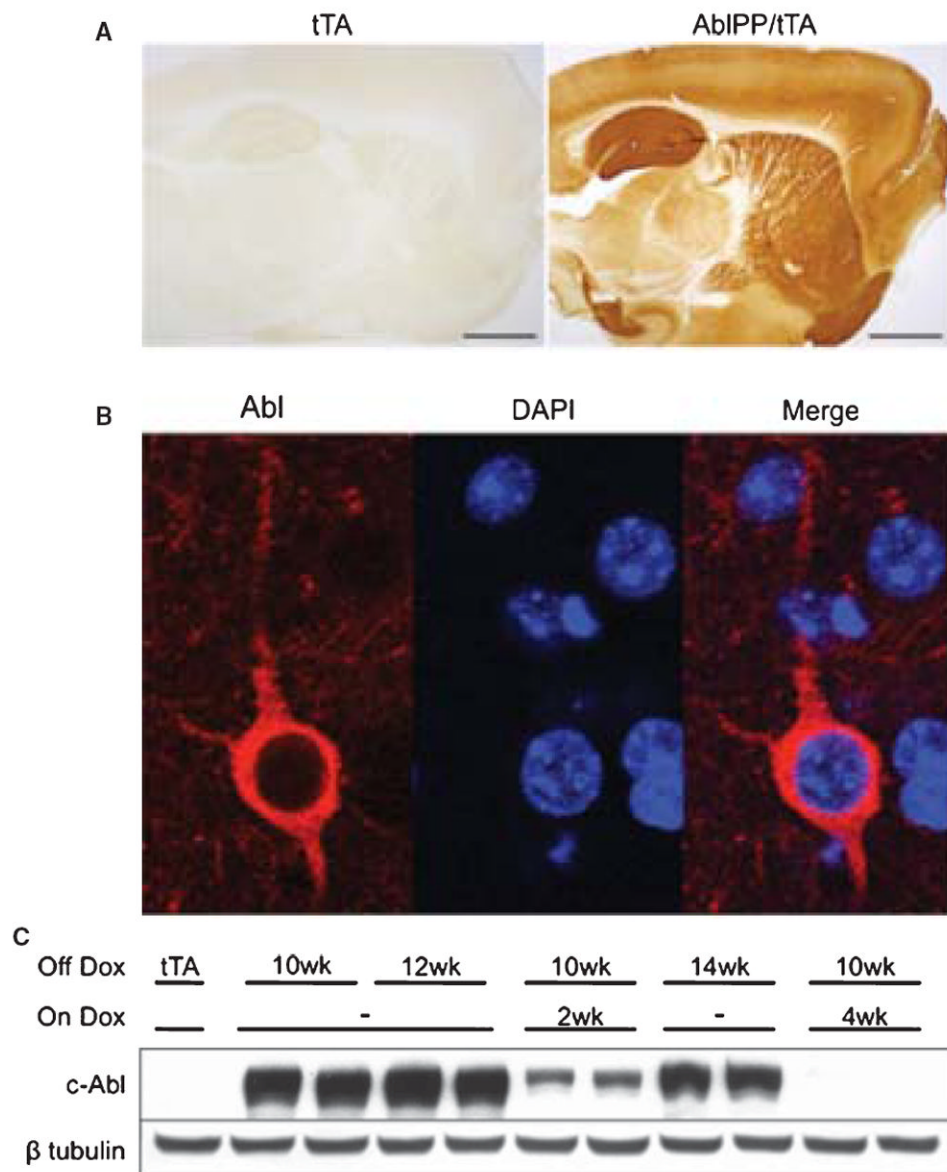 A
tTA AblPP/tTA
B
Abl DAPI Merge
C
Off Dox tTA 10wk 12wk 10wk 14wk 10wk
On Dox - 2wk - 4wk
c-Abl
β tubulin